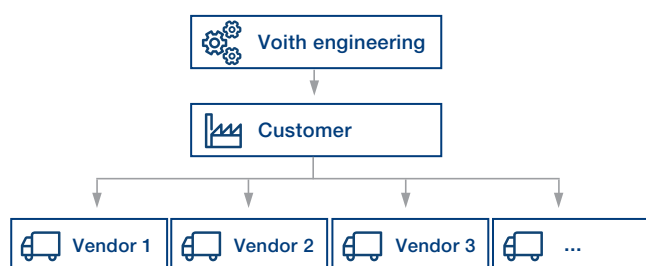 Voith engineering
Customer
Vendor 1 Vendor 2 Vendor 3 ...